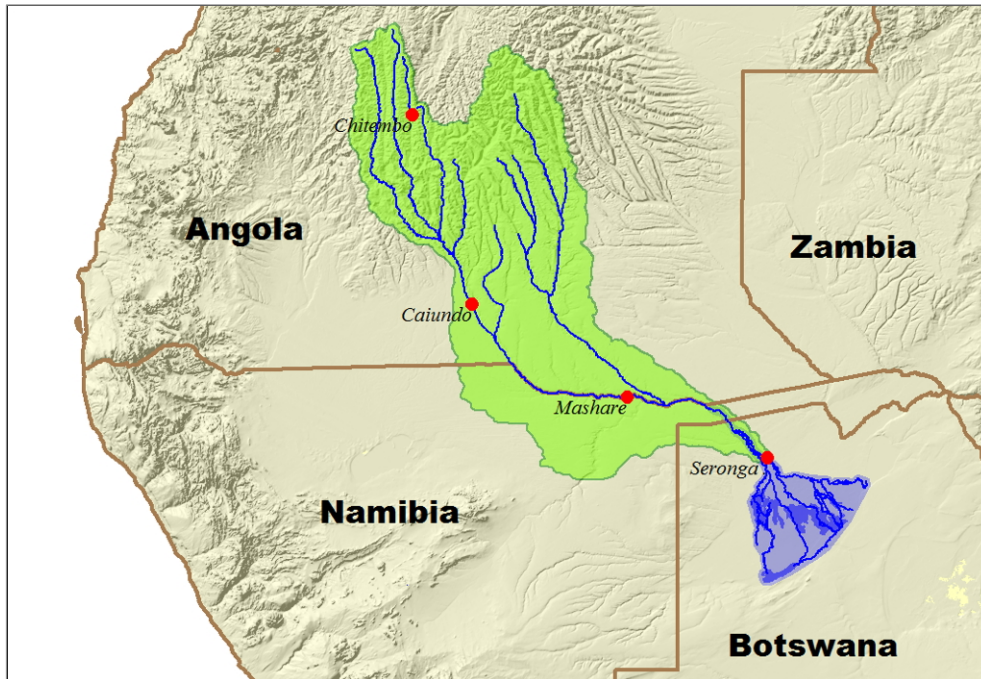 Chitembo
Angola
Zambia
Caiundo
Mashare
Seronga
Namibia
Botswana